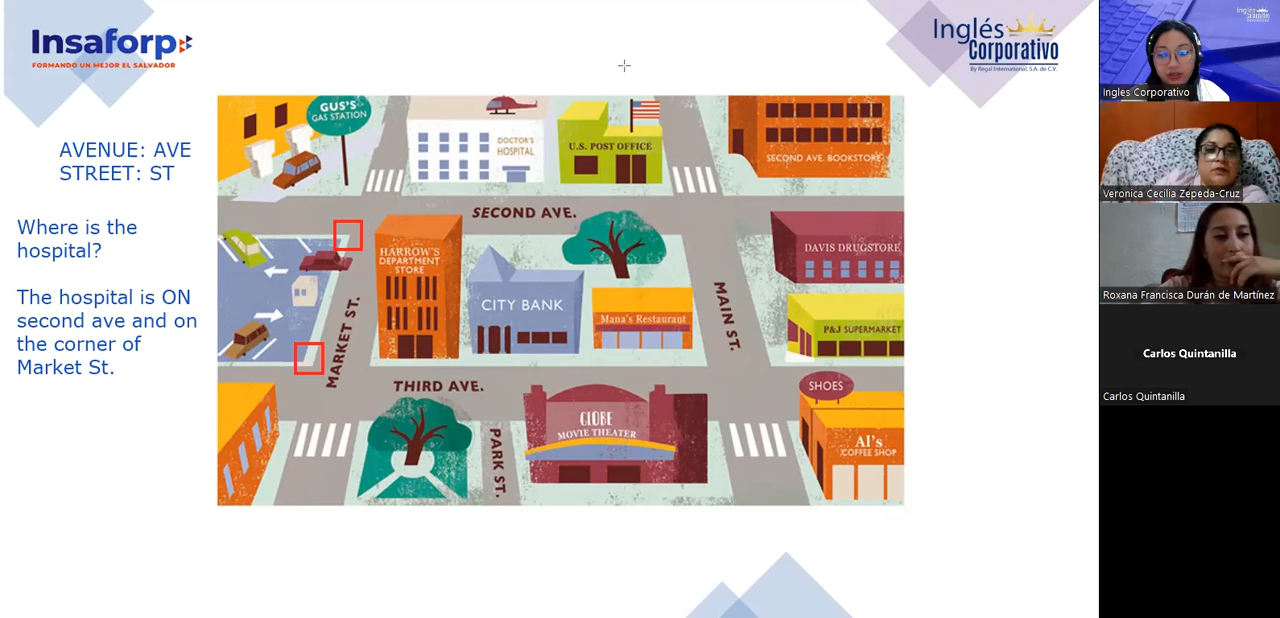 Insaforp
FORMANDO UN MEJOR EL SALVADOR
Inglés
Corporativo
By Regal International, S.A. de C.V.
AVENUE: AVE
STREET: ST
Where is the
hospital?
The hospital is ON
second ave and on
the corner of
Market St.
GUS'S
GAS STATION
DOCTOR'S
HOSPITAL
U.S. POST OFFICE
SECOND AVE. BOOKSTORE
SECOND AVE.
HARROW'S
DEPARTMENT
STORE
CITY BANK
Mana's Restaurant
DAVIS DRUGSTORE
P&J SUPERMARKET
MARKET ST.
MAIN ST.
THIRD AVE.
PARK ST.
GLOBE
MOVIE THEATER
SHOES
Al's
COFFEE SHOP
Ingles Corporativo
Veronica Cecilia Zepeda-Cruz
Roxana Francisca Durán de Martínez
Carlos Quintanilla
Carlos Quintanilla